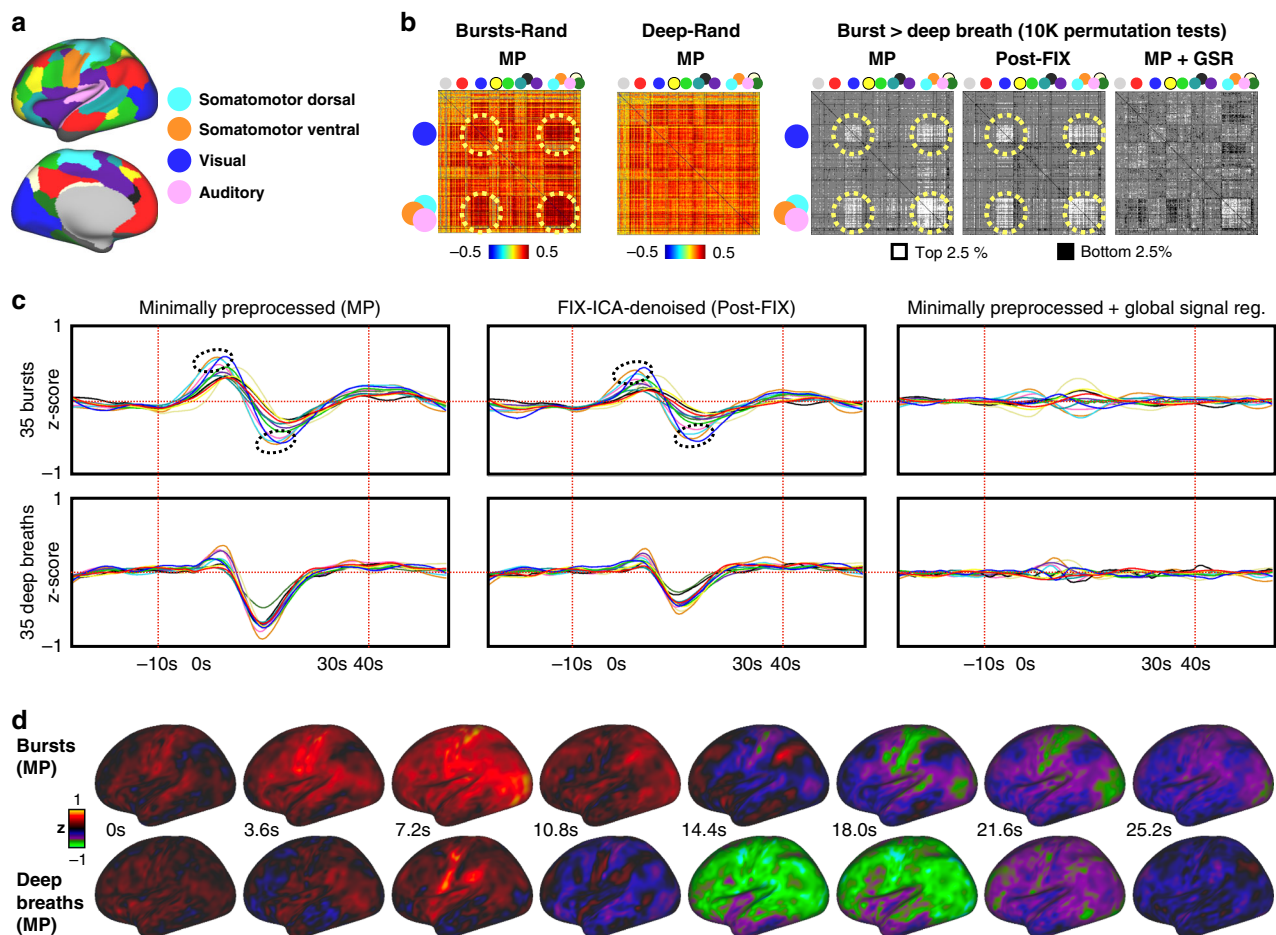 a
Somatomotor dorsal
Somatomotor ventral
Visual
Auditory
b
Bursts-Rand
Deep-Rand
Burst > deep breath (10K permutation tests)
MP
MP
MP
Post-FIX
MP + GSR
−0.5
0.5
−0.5
0.5
Top 2.5 %
Bottom 2.5%
c
Minimally preprocessed (MP)
FIX-ICA-denoised (Post-FIX)
Minimally preprocessed + global signal reg.
35 bursts
z-score
1
−1
35 deep breaths
z-score
1
−1
−10s
0s
30s
40s
−10s
0s
30s
40s
−10s
0s
30s
40s
d
Bursts
(MP)
1
z
−1
0s
3.6s
7.2s
10.8s
14.4s
18.0s
21.6s
25.2s
Deep
breaths
(MP)